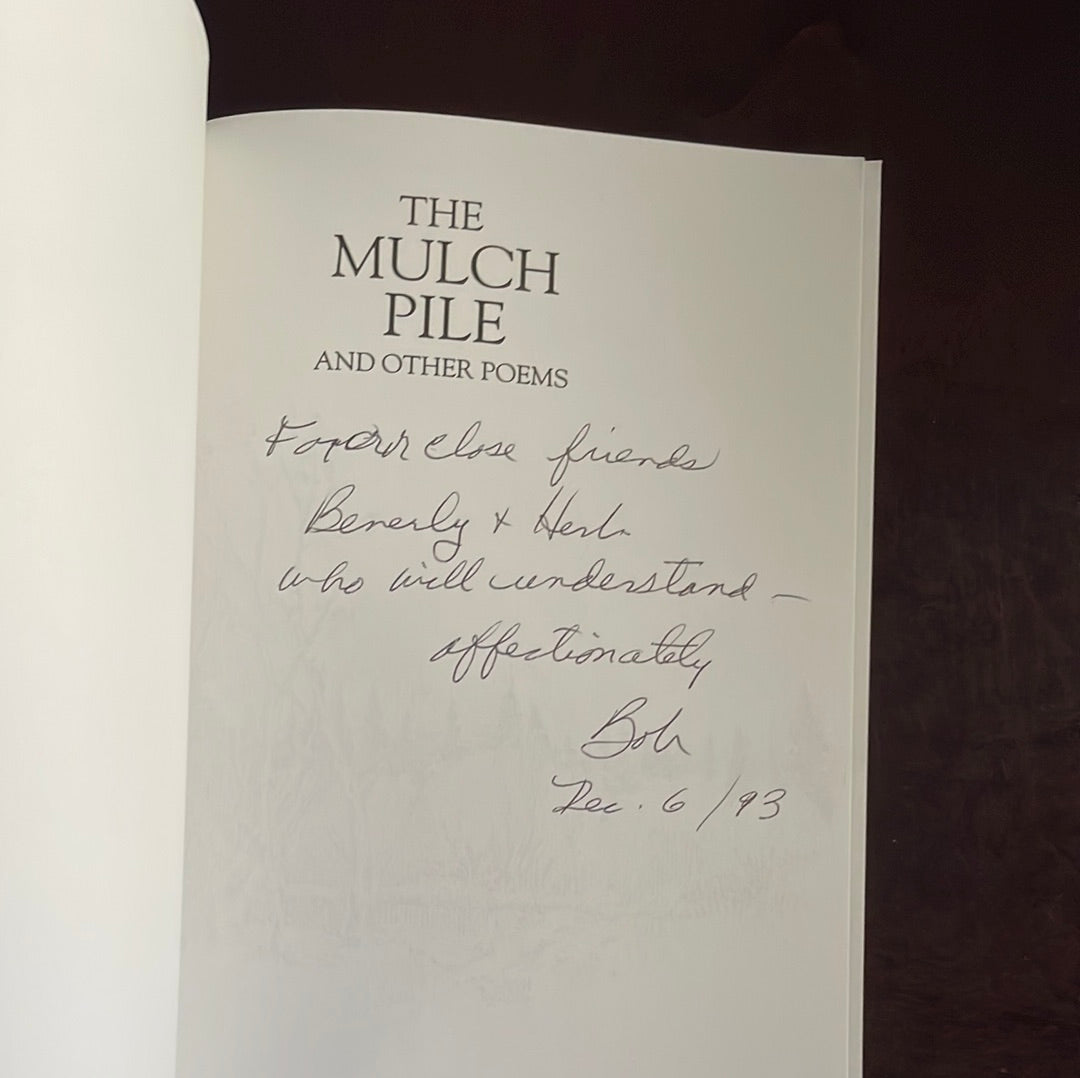 THE
MULCH
PILE
AND OTHER POEMS
For our close friends
Beverly + Herb
who will understand —
affectionately
Bob
Dec. 6 /93